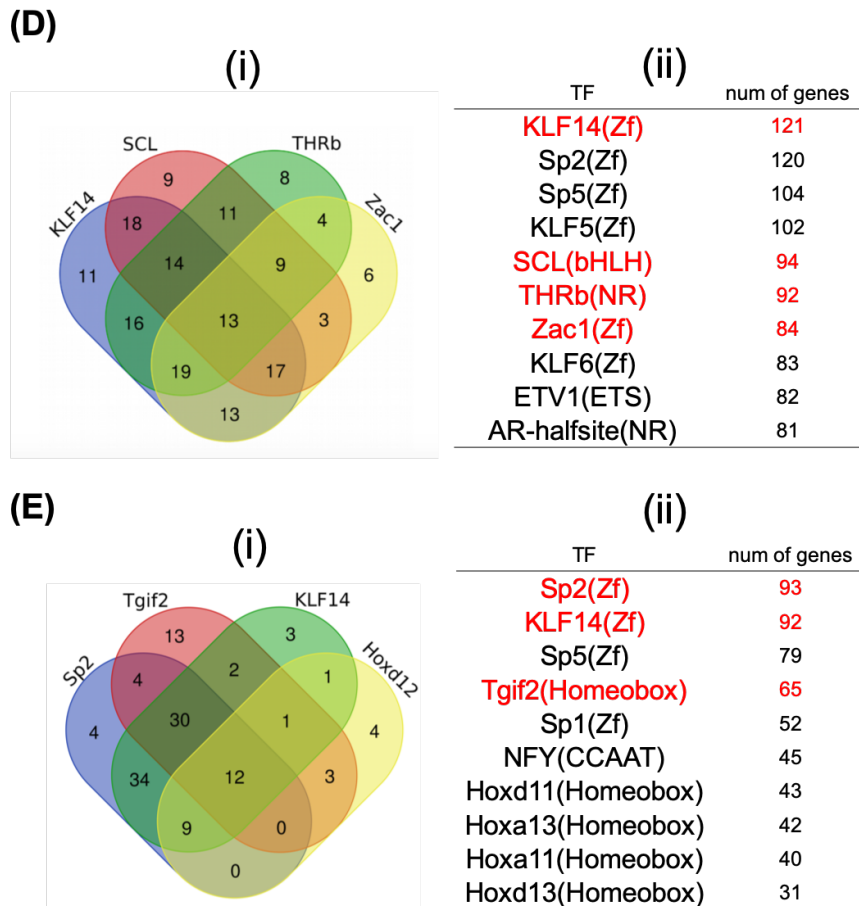 (D)
(i)
SCL
THRb
KLF14
Zac1
9
8
18
11
4
11
14
9
6
16
13
3
19
17
13
(ii)
TF num of genes
KLF14(Zf) 121
Sp2(Zf) 120
Sp5(Zf) 104
KLF5(Zf) 102
SCL(bHLH) 94
THRb(NR) 92
Zac1(Zf) 84
KLF6(Zf) 83
ETV1(ETS) 82
AR-halfsite(NR) 81
(E)
(i)
Tgif2
KLF14
Sp2
Hoxd12
13
3
4
2
1
4
30
1
4
34
12
3
9
0
0
(ii)
TF num of genes
Sp2(Zf) 93
KLF14(Zf) 92
Sp5(Zf) 79
Tgif2(Homeobox) 65
Sp1(Zf) 52
NFY(CCAAT) 45
Hoxd11(Homeobox) 43
Hoxa13(Homeobox) 42
Hoxa11(Homeobox) 40
Hoxd13(Homeobox) 31